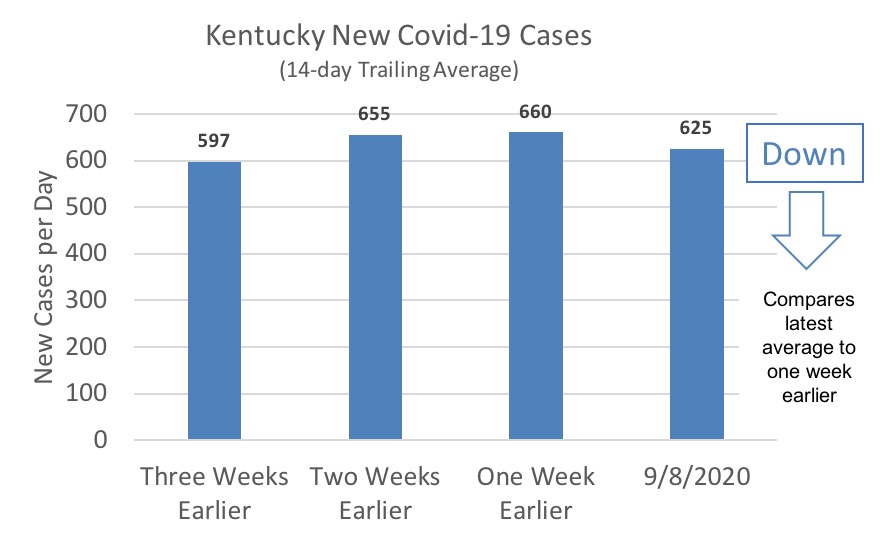 Kentucky New Covid-19 Cases
(14-day Trailing Average)
New Cases per Day
700
600
500
400
300
200
100
0
597
655
660
625
Three Weeks
Earlier
Two Weeks
Earlier
One Week
Earlier
9/8/2020
Down
Compares
latest
average to
one week
earlier